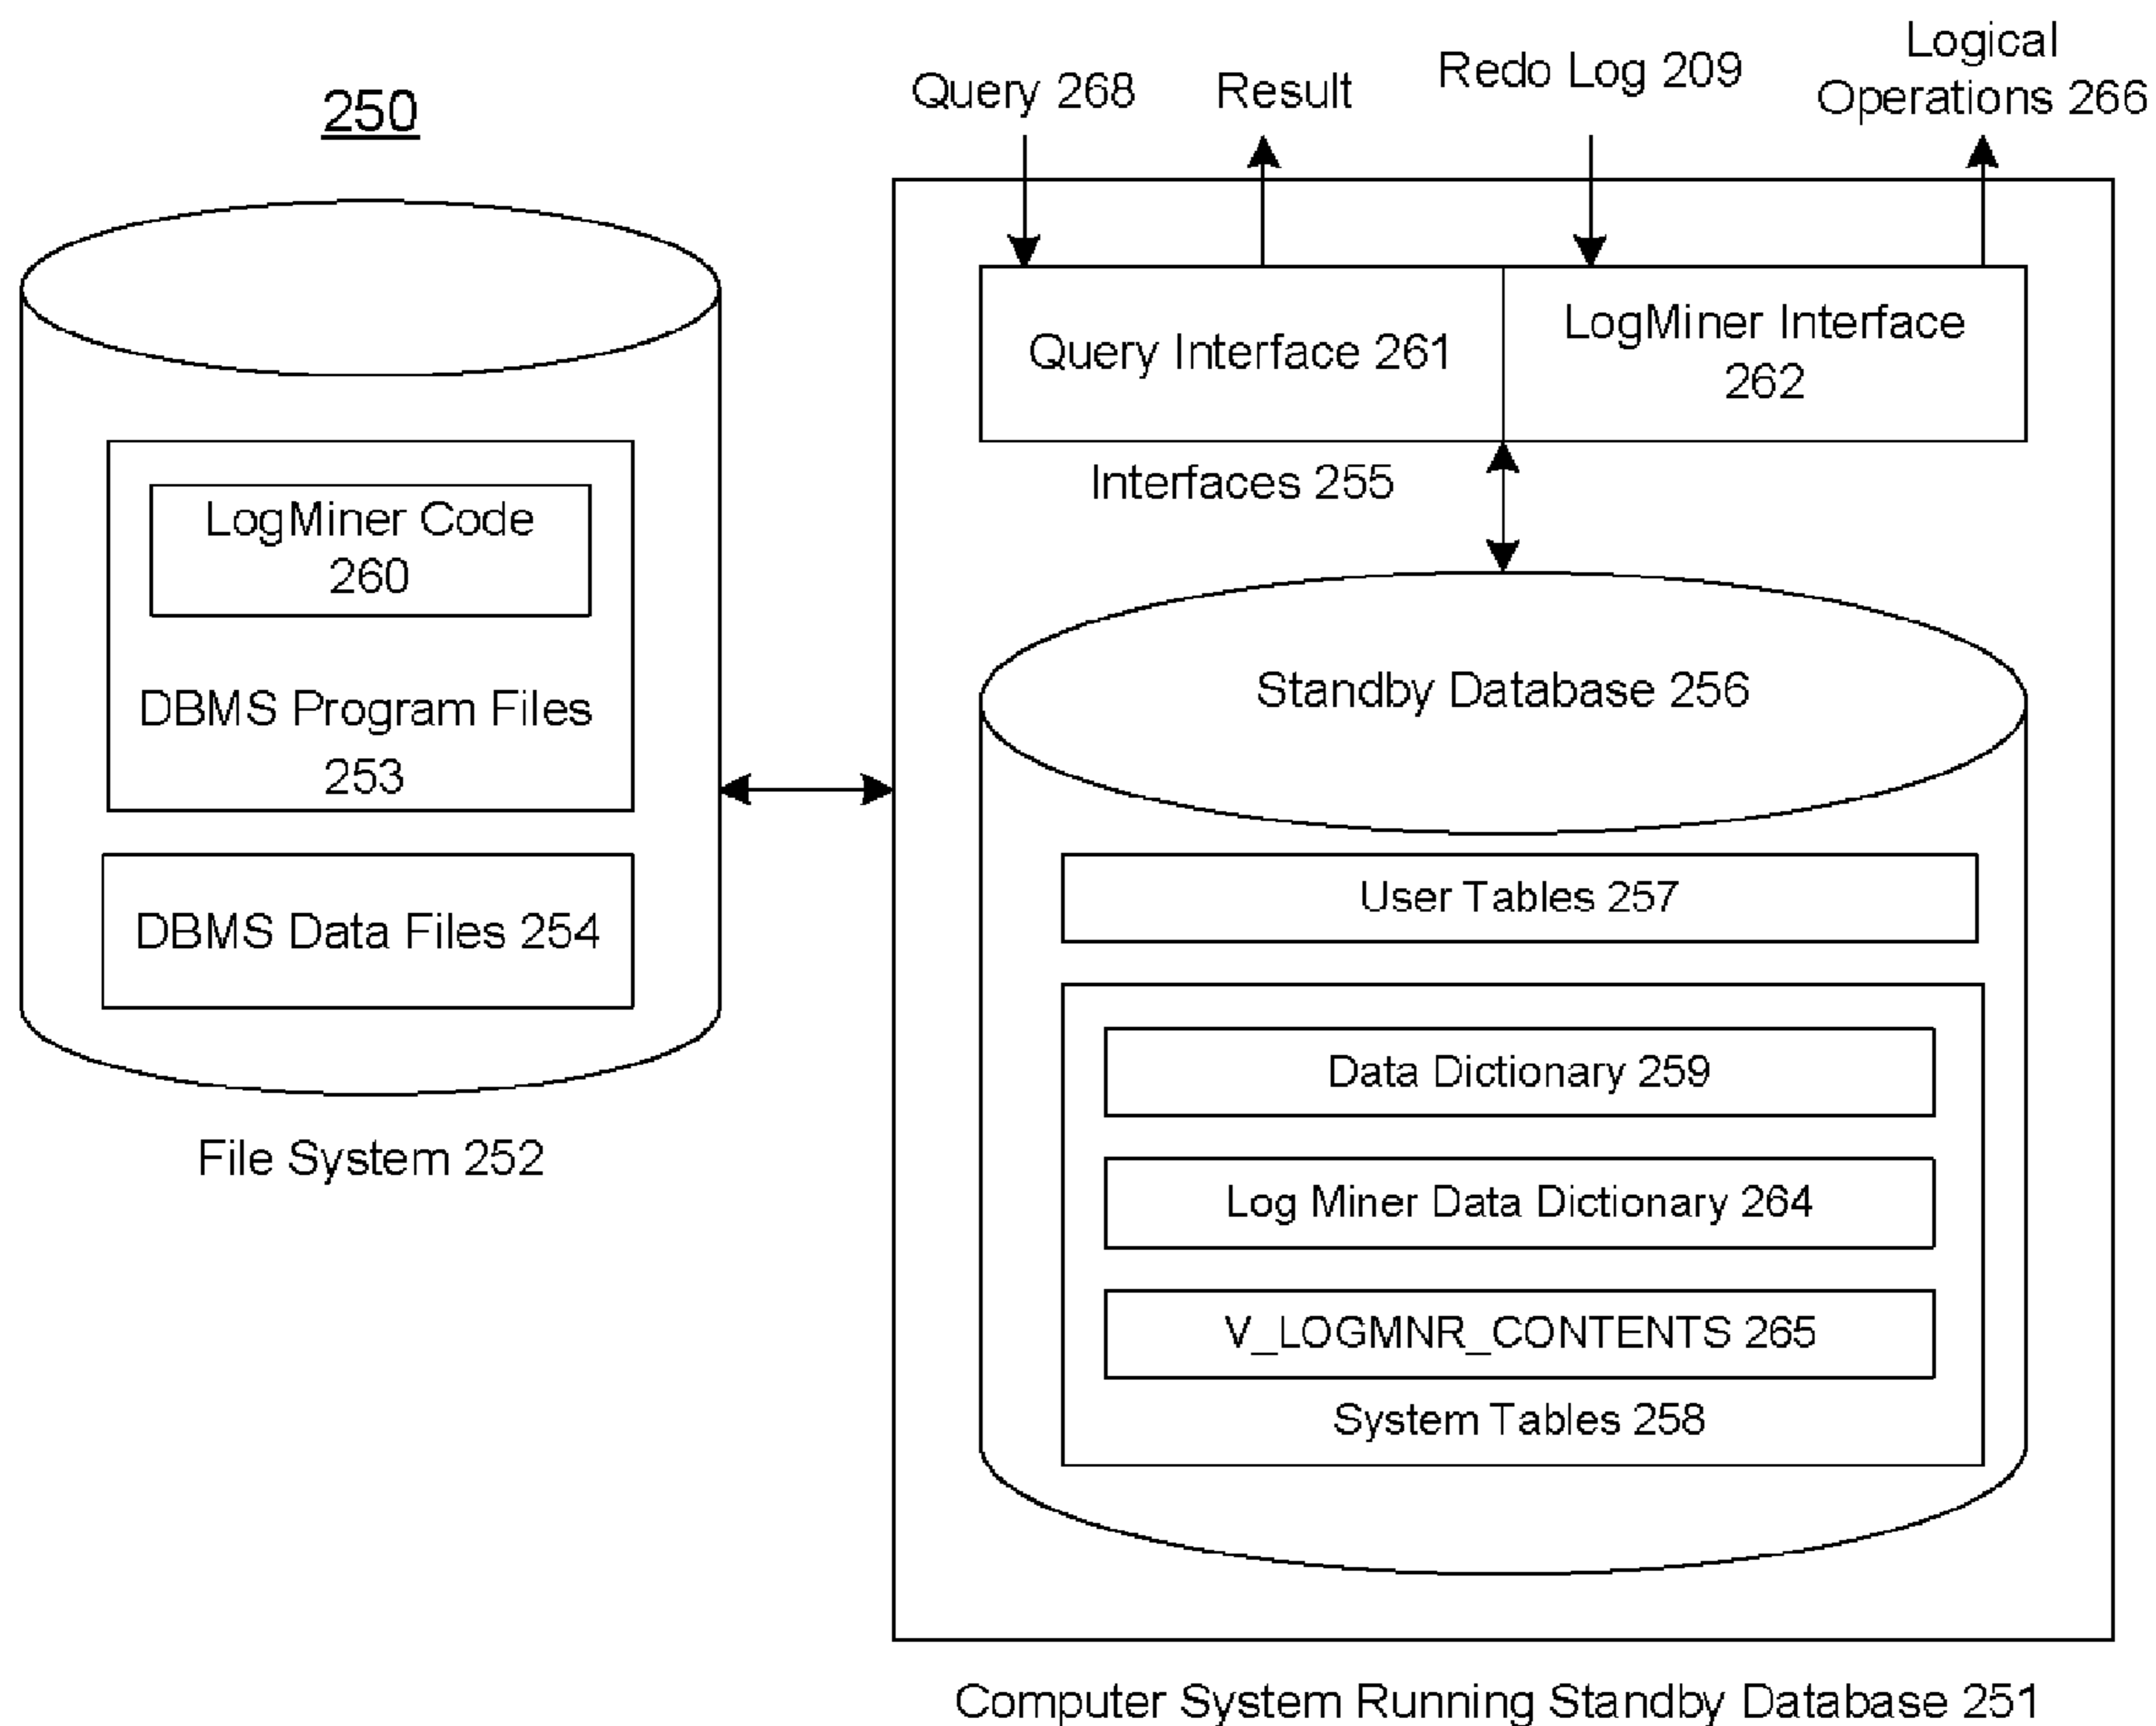 250
Query 268
Result
Redo Log 209
Logical
Operations 266
Query Interface 261
LogMiner Interface
262
Interfaces 255
LogMiner Code
260
DBMS Program Files
253
DBMS Data Files 254
File System 252
Standby Database 256
User Tables 257
Data Dictionary 259
Log Miner Data Dictionary 264
V_LOGMNR_CONTENTS 265
System Tables 258
Computer System Running Standby Database 251